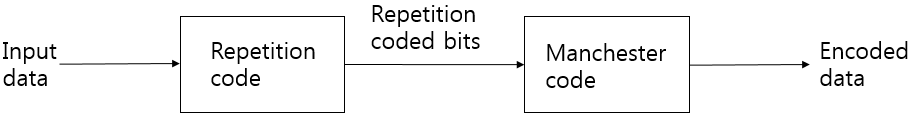 Input
data
Repetition
code
Repetition
coded bits
Manchester
code
Encoded
data